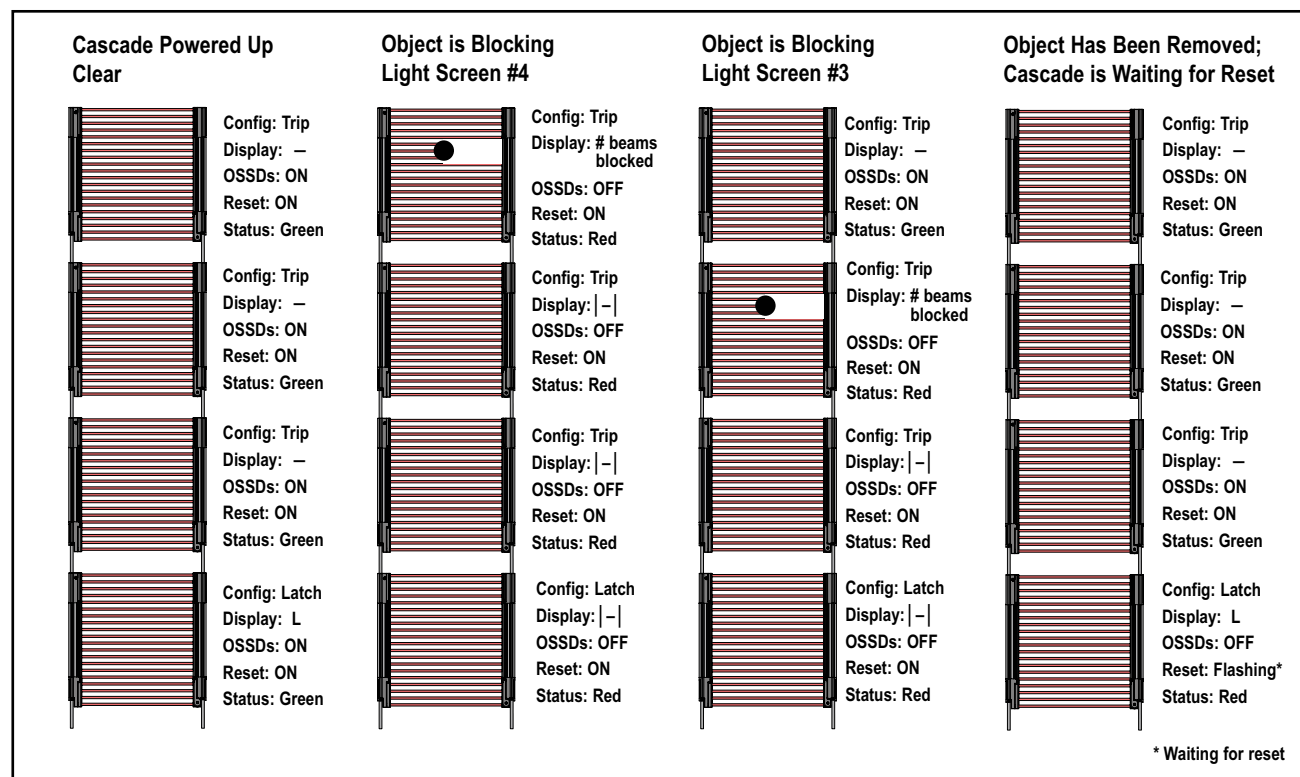 Cascade Powered Up
Clear
Config: Trip
Display: –
OSSDs: ON
Reset: ON
Status: Green
Config: Trip
Display: –
OSSDs: ON
Reset: ON
Status: Green
Config: Trip
Display: –
OSSDs: ON
Reset: ON
Status: Green
Config: Latch
Display: L
OSSDs: ON
Reset: ON
Status: Green
Object is Blocking
Light Screen #4
Config: Trip
Display: # beams
blocked
OSSDs: OFF
Reset: ON
Status: Red
Config: Trip
Display: |–|
OSSDs: OFF
Reset: ON
Status: Red
Config: Trip
Display: |–|
OSSDs: OFF
Reset: ON
Status: Red
Config: Latch
Display: |–|
OSSDs: OFF
Reset: ON
Status: Red
Object is Blocking
Light Screen #3
Config: Trip
Display: –
OSSDs: ON
Reset: ON
Status: Green
Config: Trip
Display: # beams
blocked
OSSDs: OFF
Reset: ON
Status: Red
Config: Trip
Display: |–|
OSSDs: OFF
Reset: ON
Status: Red
Config: Latch
Display: |–|
OSSDs: OFF
Reset: ON
Status: Red
Object Has Been Removed;
Cascade is Waiting for Reset
Config: Trip
Display: –
OSSDs: ON
Reset: ON
Status: Green
Config: Trip
Display: –
OSSDs: ON
Reset: ON
Status: Green
Config: Trip
Display: –
OSSDs: ON
Reset: ON
Status: Green
Config: Latch
Display: L
OSSDs: OFF
Reset: Flashing*
Status: Red
* Waiting for reset